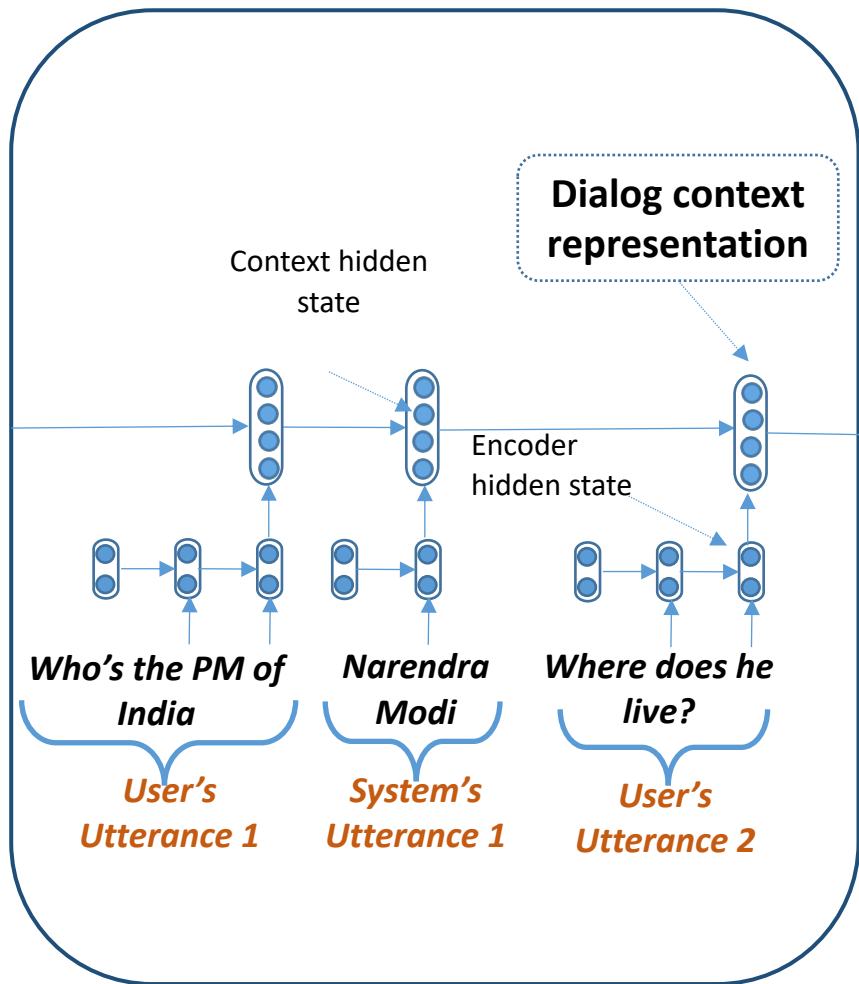 Dialog context
representation
Context hidden
state
Encoder
hidden state
Who's the PM of
India
Narendra
Modi
Where does he
live?
User's
Utterance 1
System's
Utterance 1
User's
Utterance 2